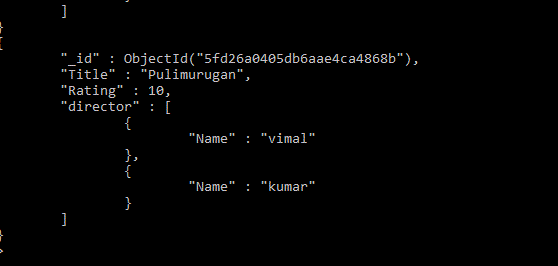 ]
}
{
"_id" : ObjectId("5fd26a0405db6aae4ca4868b"),
"Title" : "Pulimurugan",
"Rating" : 10,
"director" : [
{
"Name" : "vimal"
},
{
"Name" : "kumar"
}
]
}
>